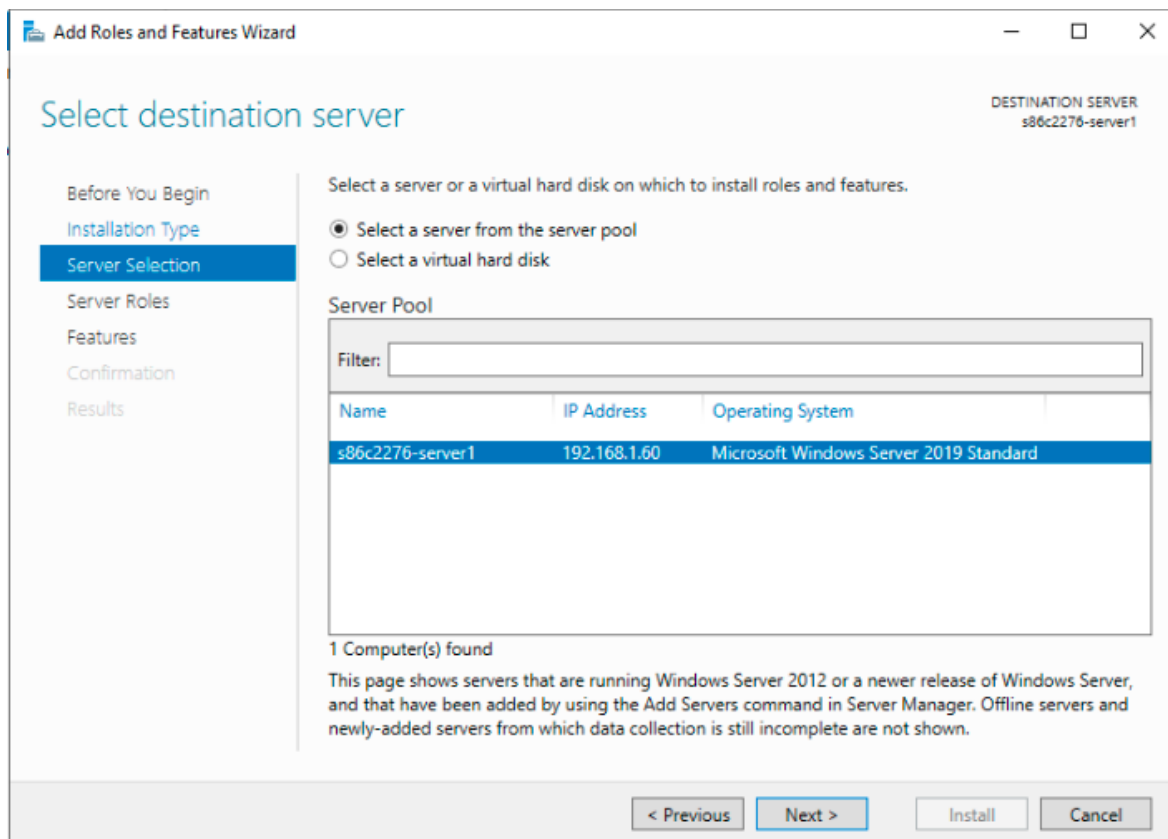 Add Roles and Features Wizard
Select destination server
DESTINATION SERVER
s86c2276-server1
Before You Begin
Installation Type
Server Selection
Server Roles
Features
Confirmation
Results
Select a server or a virtual hard disk on which to install roles and features.
Select a server from the server pool
Select a virtual hard disk
Server Pool
Filter:
Name IP Address Operating System
s86c2276-server1 192.168.1.60 Microsoft Windows Server 2019 Standard
1 Computer(s) found
This page shows servers that are running Windows Server 2012 or a newer release of Windows Server,
and that have been added by using the Add Servers command in Server Manager. Offline servers and
newly-added servers from which data collection is still incomplete are not shown.
< Previous Next > Install Cancel